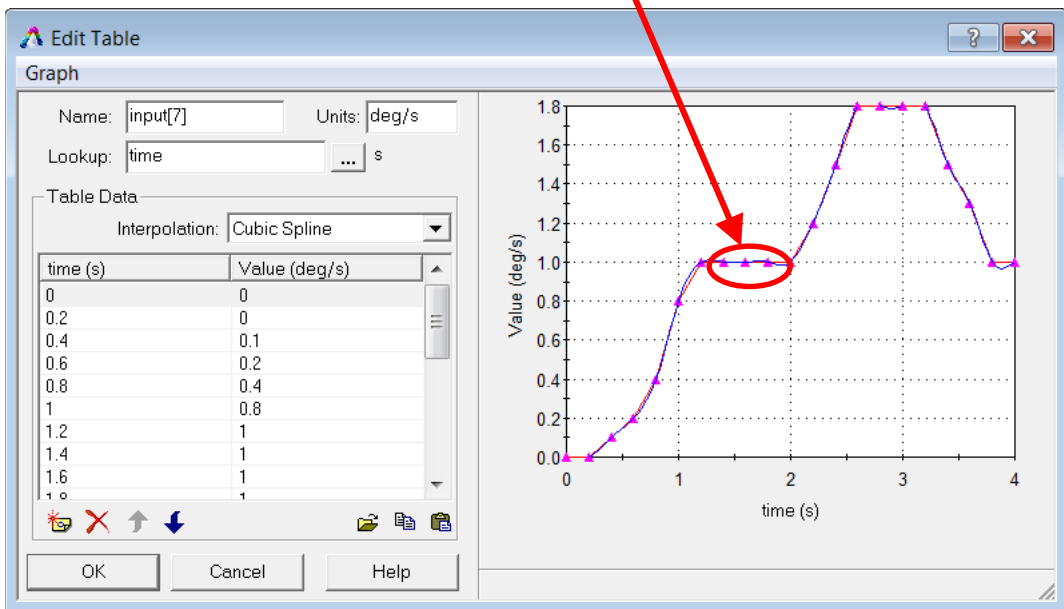 Edit Table
Graph
Name: input[7] Units: deg/s
Lookup: time ... s
Table Data
Interpolation: Cubic Spline
time (s) Value (deg/s)
0 0
0.2 0
0.4 0.1
0.6 0.2
0.8 0.4
1 0.8
1.2 1
1.4 1
1.6 1
1.8 1
OK Cancel Help
Value (deg/s)
1.8
1.6
1.4
1.2
1.0
0.8
0.6
0.4
0.2
0.0
0 1 2 3 4
time (s)